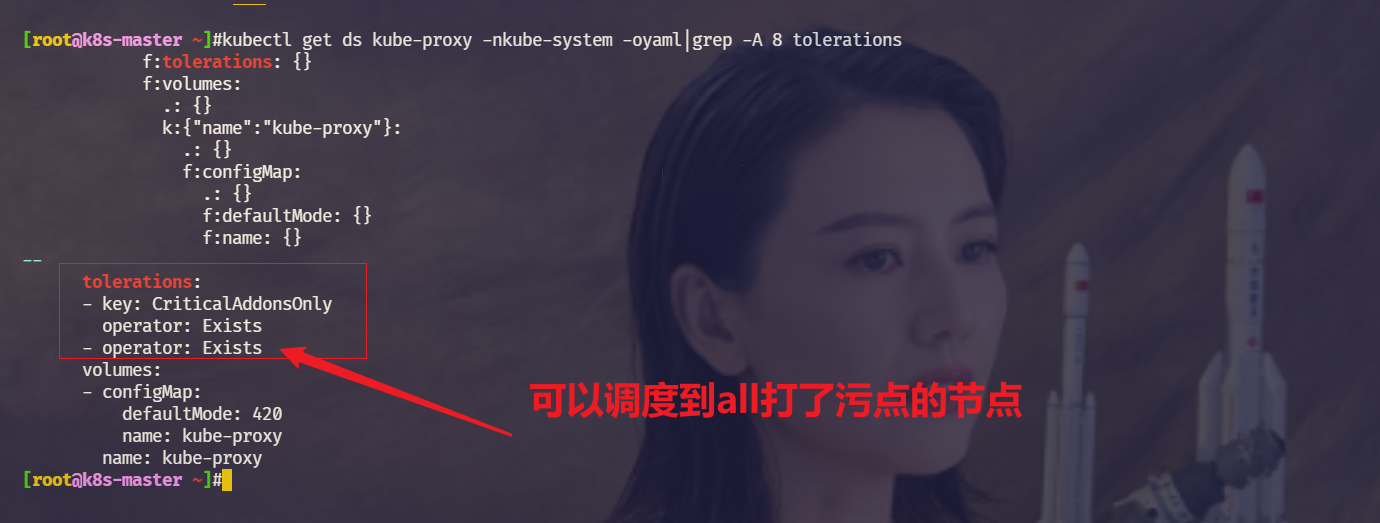 [root@k8s-master ~]#kubectl get ds kube-proxy -nkube-system -oyaml|grep -A 8 tolerations
            f:tolerations: {}
            f:volumes:
              .: {}
              k:{"name":"kube-proxy"}:
                .: {}
                f:configMap:
                  .: {}
                  f:defaultMode: {}
                  f:name: {}
--
      tolerations:
      - key: CriticalAddonsOnly
        operator: Exists
      - operator: Exists
      volumes:
      - configMap:
          defaultMode: 420
          name: kube-proxy
        name: kube-proxy
[root@k8s-master ~]#
可以调度到all打了污点的节点